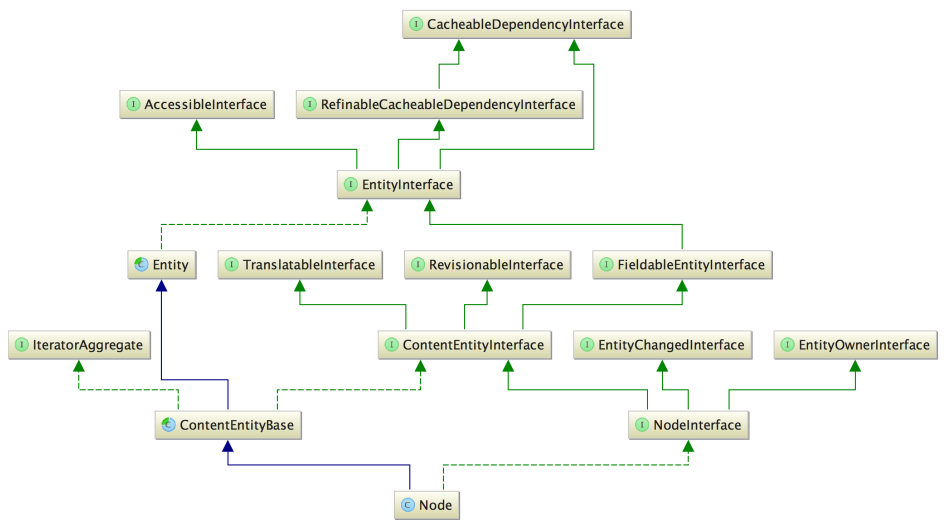 I CacheableDependencyInterface
I AccessibleInterface
I RefinableCacheableDependencyInterface
I EntityInterface
C Entity
I TranslatableInterface
I RevisionableInterface
I FieldableEntityInterface
I IteratorAggregate
I ContentEntityInterface
I EntityChangedInterface
I EntityOwnerInterface
C ContentEntityBase
I NodeInterface
C Node